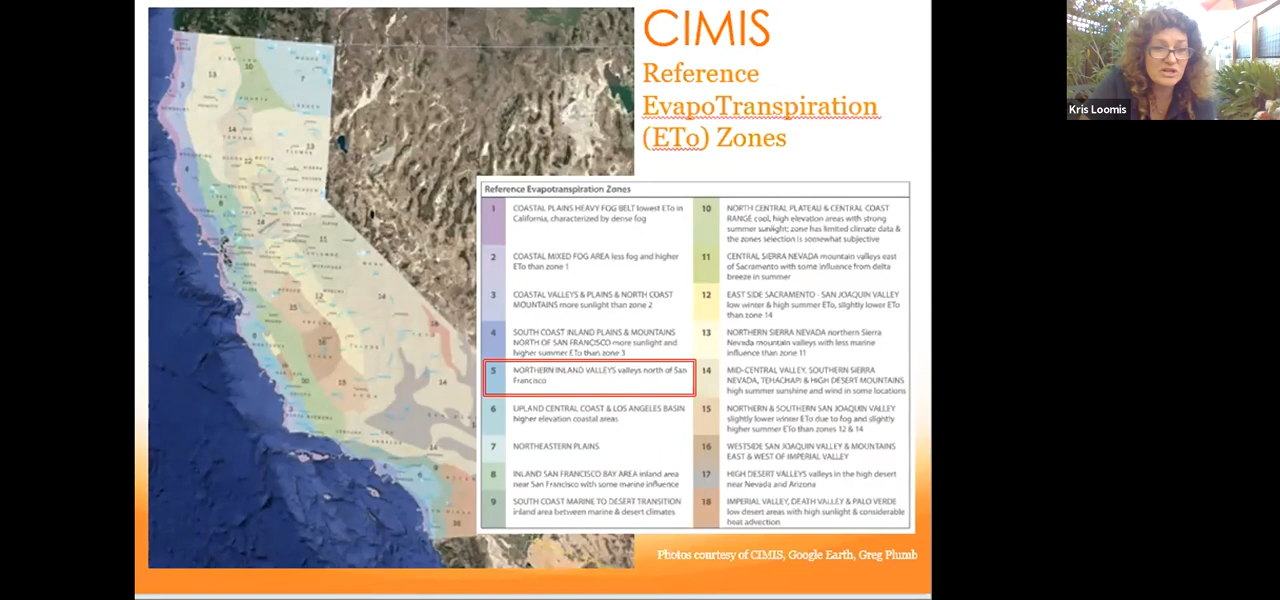 CIMIS
Reference
EvapoTranspiration
(ETo) Zones
Kris Loomis
Reference Evapotranspiration Zones
1 COASTAL PLAINS HEAVY FOG BELT lowest ETo in
California, characterized by dense fog
2 COASTAL MIXED FOG AREA less fog and higher
ETo than zone 1
3 COASTAL VALLEYS & PLAINS & NORTH COAST
MOUNTAINS more sunlight than zone 2
4 SOUTH COAST INLAND PLAINS & MOUNTAINS
NORTH OF SAN FRANCISCO more sunlight and
higher summer ETo than zone 3
5 NORTHERN INLAND VALLEYS valleys north of San
Francisco
6 UPLAND CENTRAL COAST & LOS ANGELES BASIN
higher elevation coastal areas
7 NORTHEASTERN PLAINS
8 INLAND SAN FRANCISCO BAY AREA inland area
near San Francisco with some marine influence
9 SOUTH COAST MARINE TO DESERT TRANSITION
inland area between marine & desert climates
10 NORTH CENTRAL PLATEAU & CENTRAL COAST
RANGE cool, high elevation areas with strong
summer sunlight; zone has limited climate data &
the zones selection is somewhat subjective
11 CENTRAL SIERRA NEVADA mountain valleys east
of Sacramento with some influence from delta
breeze in summer
12 EAST SIDE SACRAMENTO - SAN JOAQUIN VALLEY
low winter & high summer ETo, slightly lower ETo
than zone 14
13 NORTHERN SIERRA NEVADA northern Sierra
Nevada mountain valleys with less marine
influence than zone 11
14 MID-CENTRAL VALLEY, SOUTHERN SIERRA
NEVADA, TEHACHAPI & HIGH DESERT MOUNTAINS
high summer sunshine and wind in some locations
15 NORTHERN & SOUTHERN SAN JOAQUIN VALLEY
slightly lower winter ETo due to fog and slightly
higher summer ETo than zones 12 & 14
16 WESTSIDE SAN JOAQUIN VALLEY & MOUNTAINS
EAST & WEST OF IMPERIAL VALLEY
17 HIGH DESERT VALLEYS valleys in the high desert
near Nevada and Arizona
18 IMPERIAL VALLEY, DEATH VALLEY & PALO VERDE
low desert areas with high sunlight & considerable
heat advection
Photos courtesy of CIMIS, Google Earth, Greg Plumb